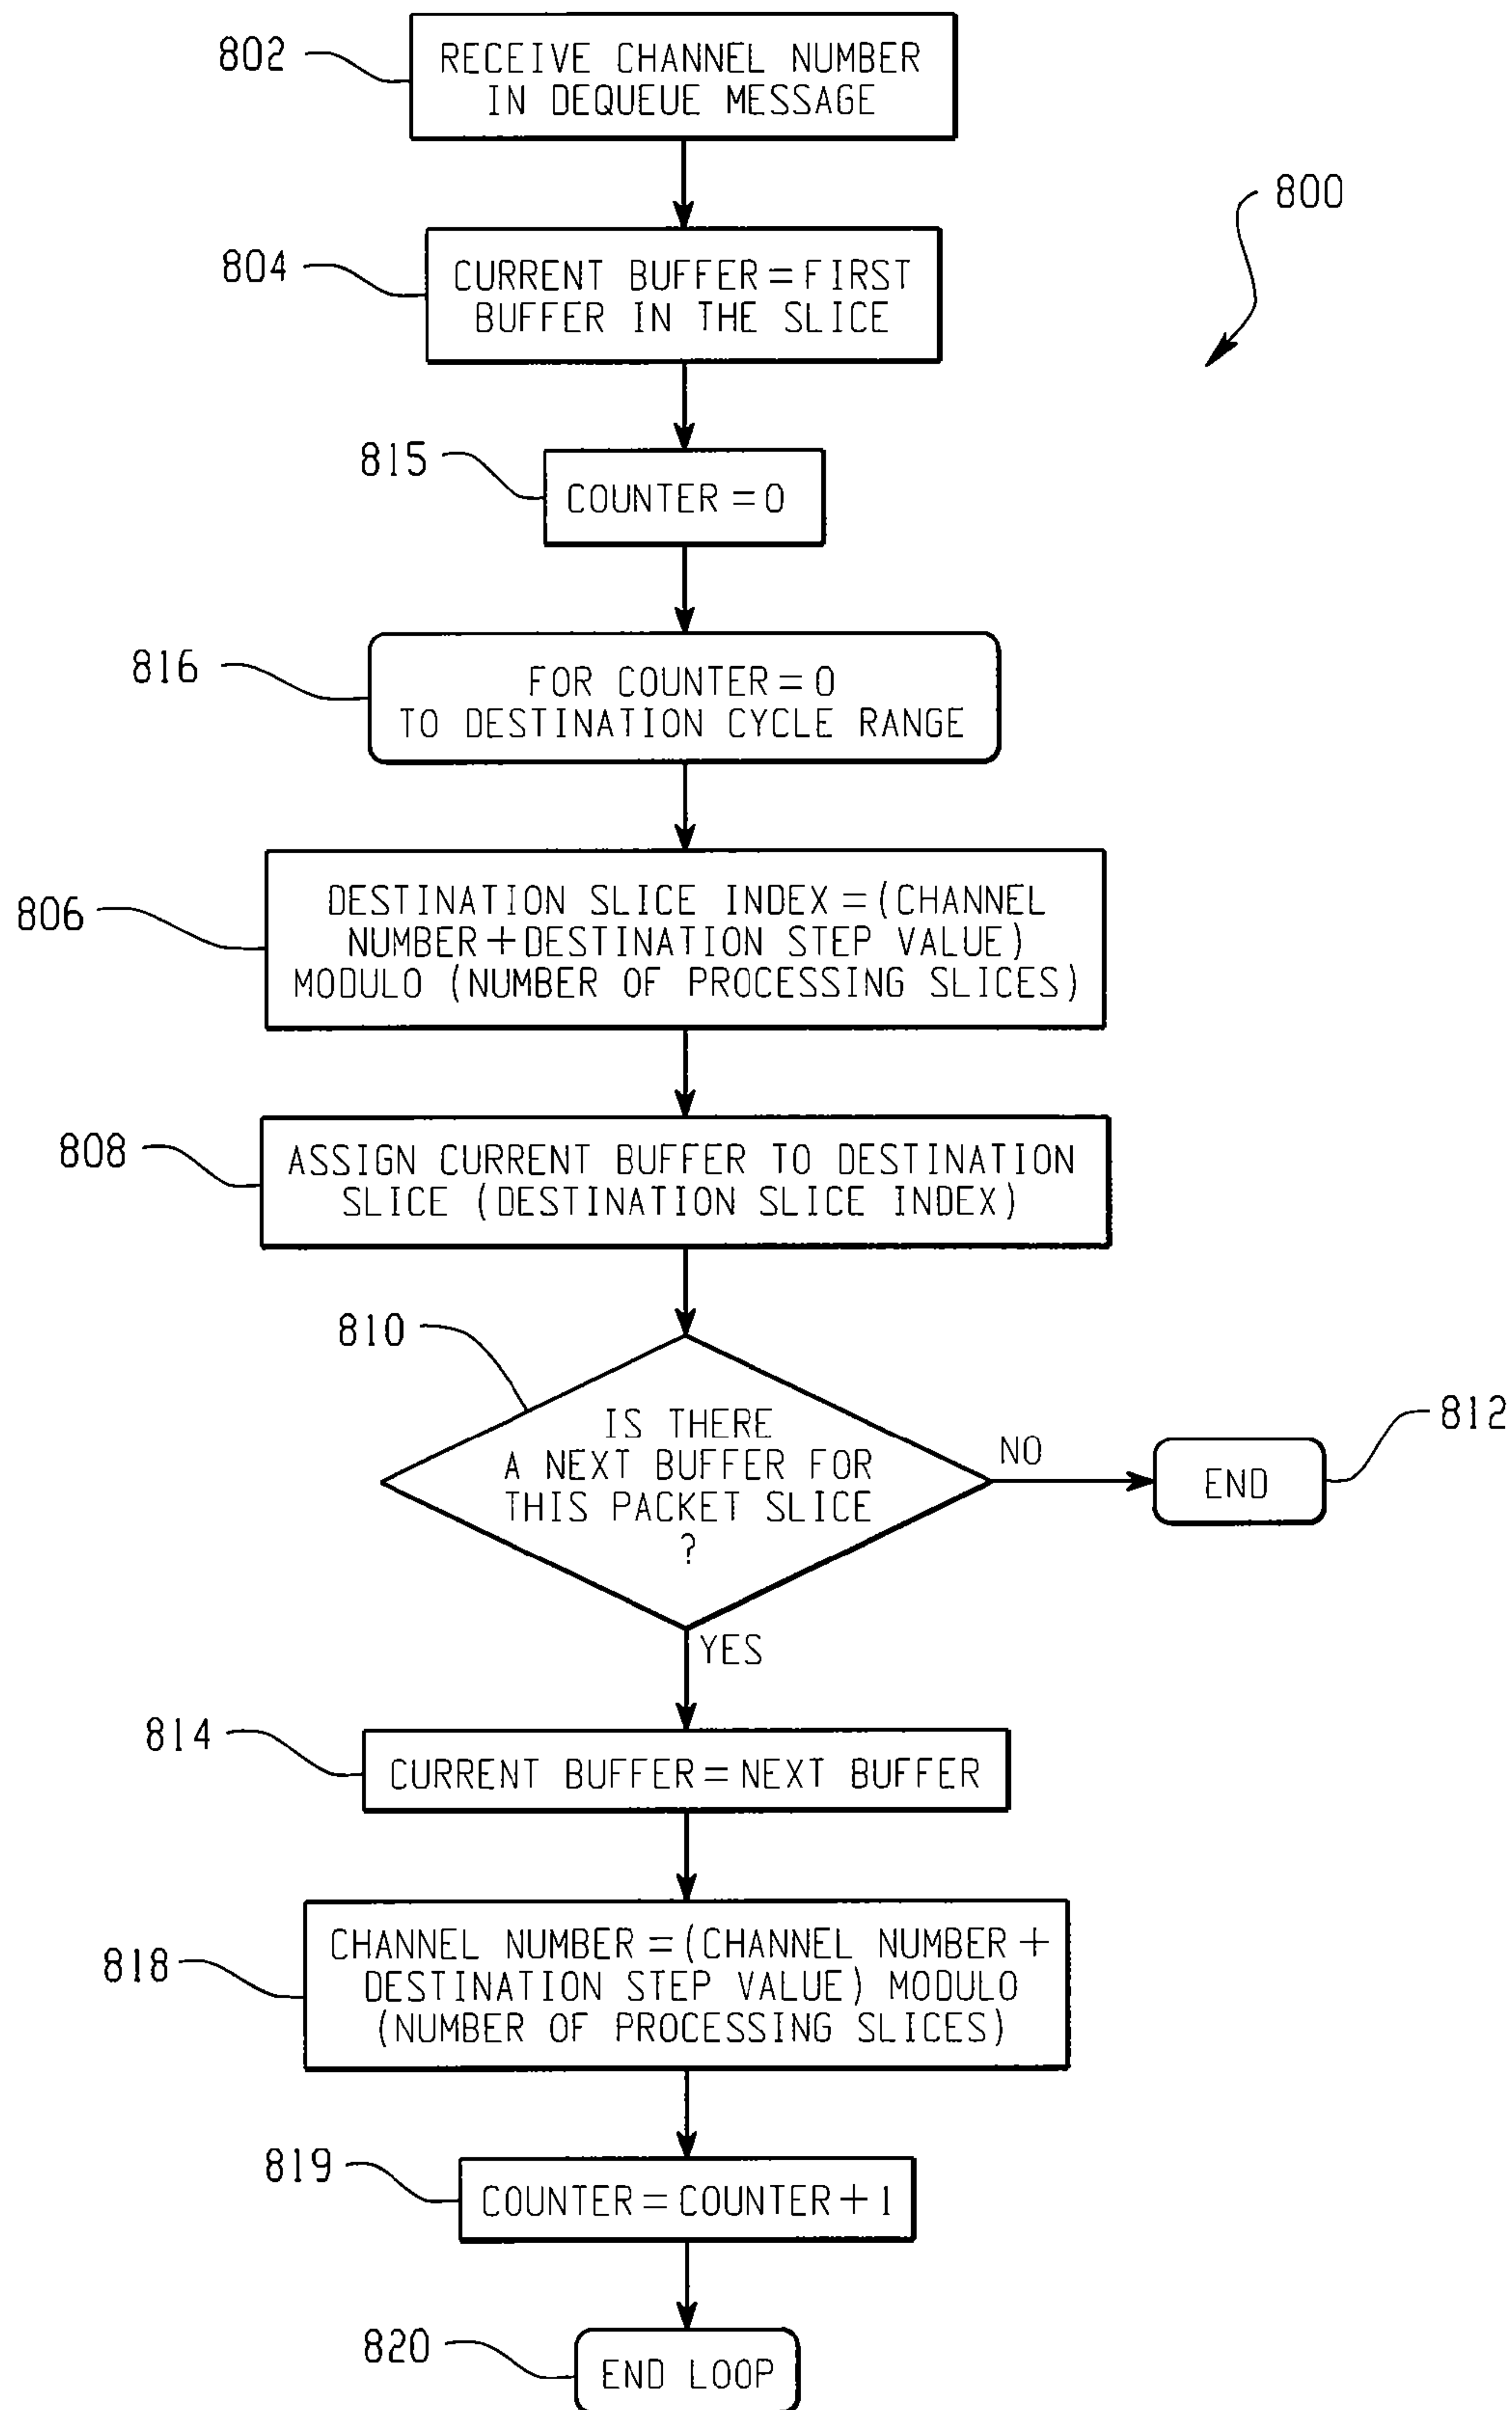 802
RECEIVE CHANNEL NUMBER
IN DEQUEUE MESSAGE
800
804
CURRENT BUFFER=FIRST
BUFFER IN THE SLICE
815
COUNTER=0
816
FOR COUNTER=0
TO DESTINATION CYCLE RANGE
806
DESTINATION SLICE INDEX=(CHANNEL
NUMBER+DESTINATION STEP VALUE)
MODULO (NUMBER OF PROCESSING SLICES)
808
ASSIGN CURRENT BUFFER TO DESTINATION
SLICE (DESTINATION SLICE INDEX)
810
IS THERE
A NEXT BUFFER FOR
THIS PACKET SLICE
?
NO
END
812
YES
814
CURRENT BUFFER=NEXT BUFFER
818
CHANNEL NUMBER=(CHANNEL NUMBER+
DESTINATION STEP VALUE) MODULO
(NUMBER OF PROCESSING SLICES)
819
COUNTER=COUNTER+1
820
END LOOP